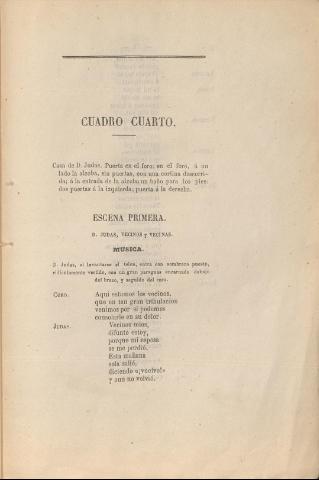 CUADRO CUARTO.
Casa de D. Judas. Puerta en el foro; en el foro, á un
lado la alcoba, sin puertas, con una cortina descorri-
da; á la entrada de la alcoba un baño para los pies;
dos puertas á la izquierda; puerta á la derecha.
ESCENA PRIMERA.
D. JUDAS, VECINOS y VECINAS.
MUSICA.
D. Judas, al levantarse el telon, entra con sombrero puesto,
ridículamente vestido, con un gran paraguas encarnado debajo
del brazo, y seguido del coro.
CORO. Aquí estamos los vecinos,
que en tan gran tribulacion
venimos por si podemos
consolarle en su dolor.
JUDAS. Vecinos mios,
difunto estoy,
porque mi esposa
se me perdió.
Esta mañana
sola salió,
diciendo «¡vuelvo!»
y aun no volvió.